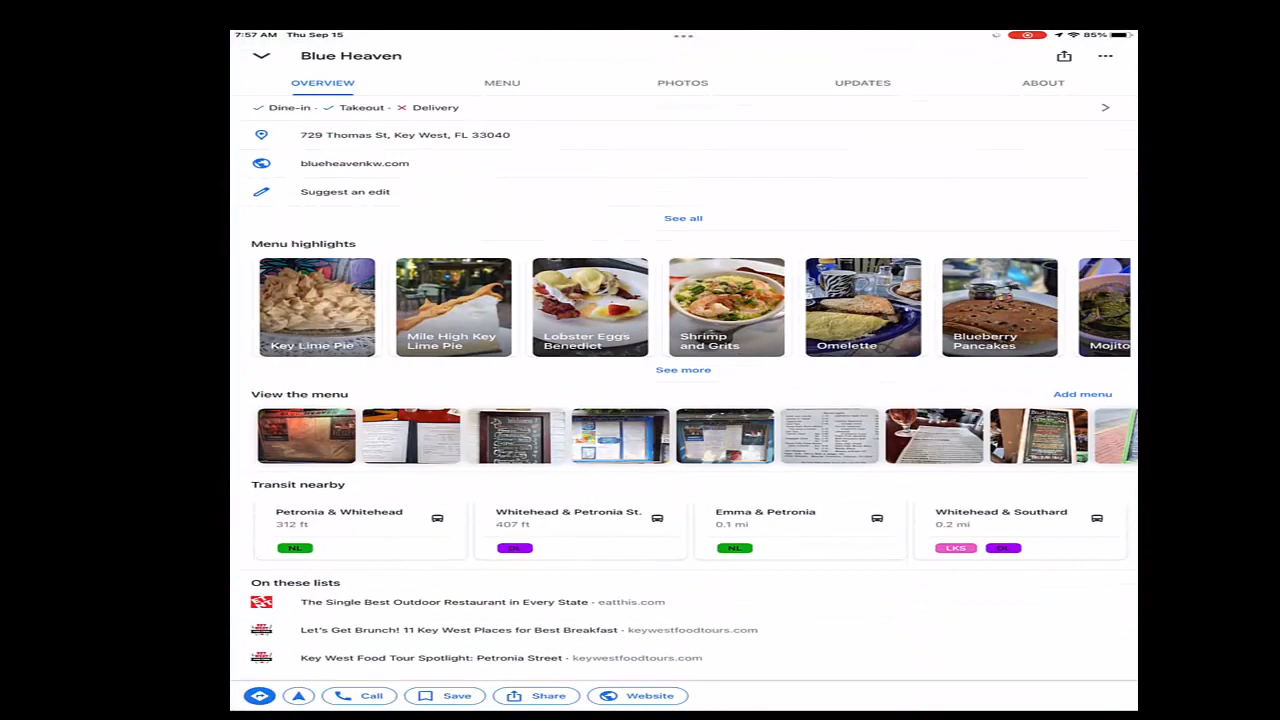 7:57 AM Thu Sep 15
85%
Blue Heaven
OVERVIEW MENU PHOTOS UPDATES ABOUT
Dine-in · Takeout · Delivery
729 Thomas St, Key West, FL 33040
blueheavenkw.com
Suggest an edit
See all
Menu highlights
Key Lime Pie
Mile High Key
Lime Pie
Lobster Eggs
Benedict
Shrimp
and Grits
Omelette
Blueberry
Pancakes
Mojito
See more
View the menu Add menu
Transit nearby
Petronia & Whitehead
312 ft
NL
Whitehead & Petronia St.
407 ft
DL
Emma & Petronia
0.1 mi
NL
Whitehead & Southard
0.2 mi
LKS DL
On these lists
The Single Best Outdoor Restaurant in Every State · eatthis.com
Let's Get Brunch! 11 Key West Places for Best Breakfast · keywestfoodtours.com
Key West Food Tour Spotlight: Petronia Street · keywestfoodtours.com
Call Save Share Website